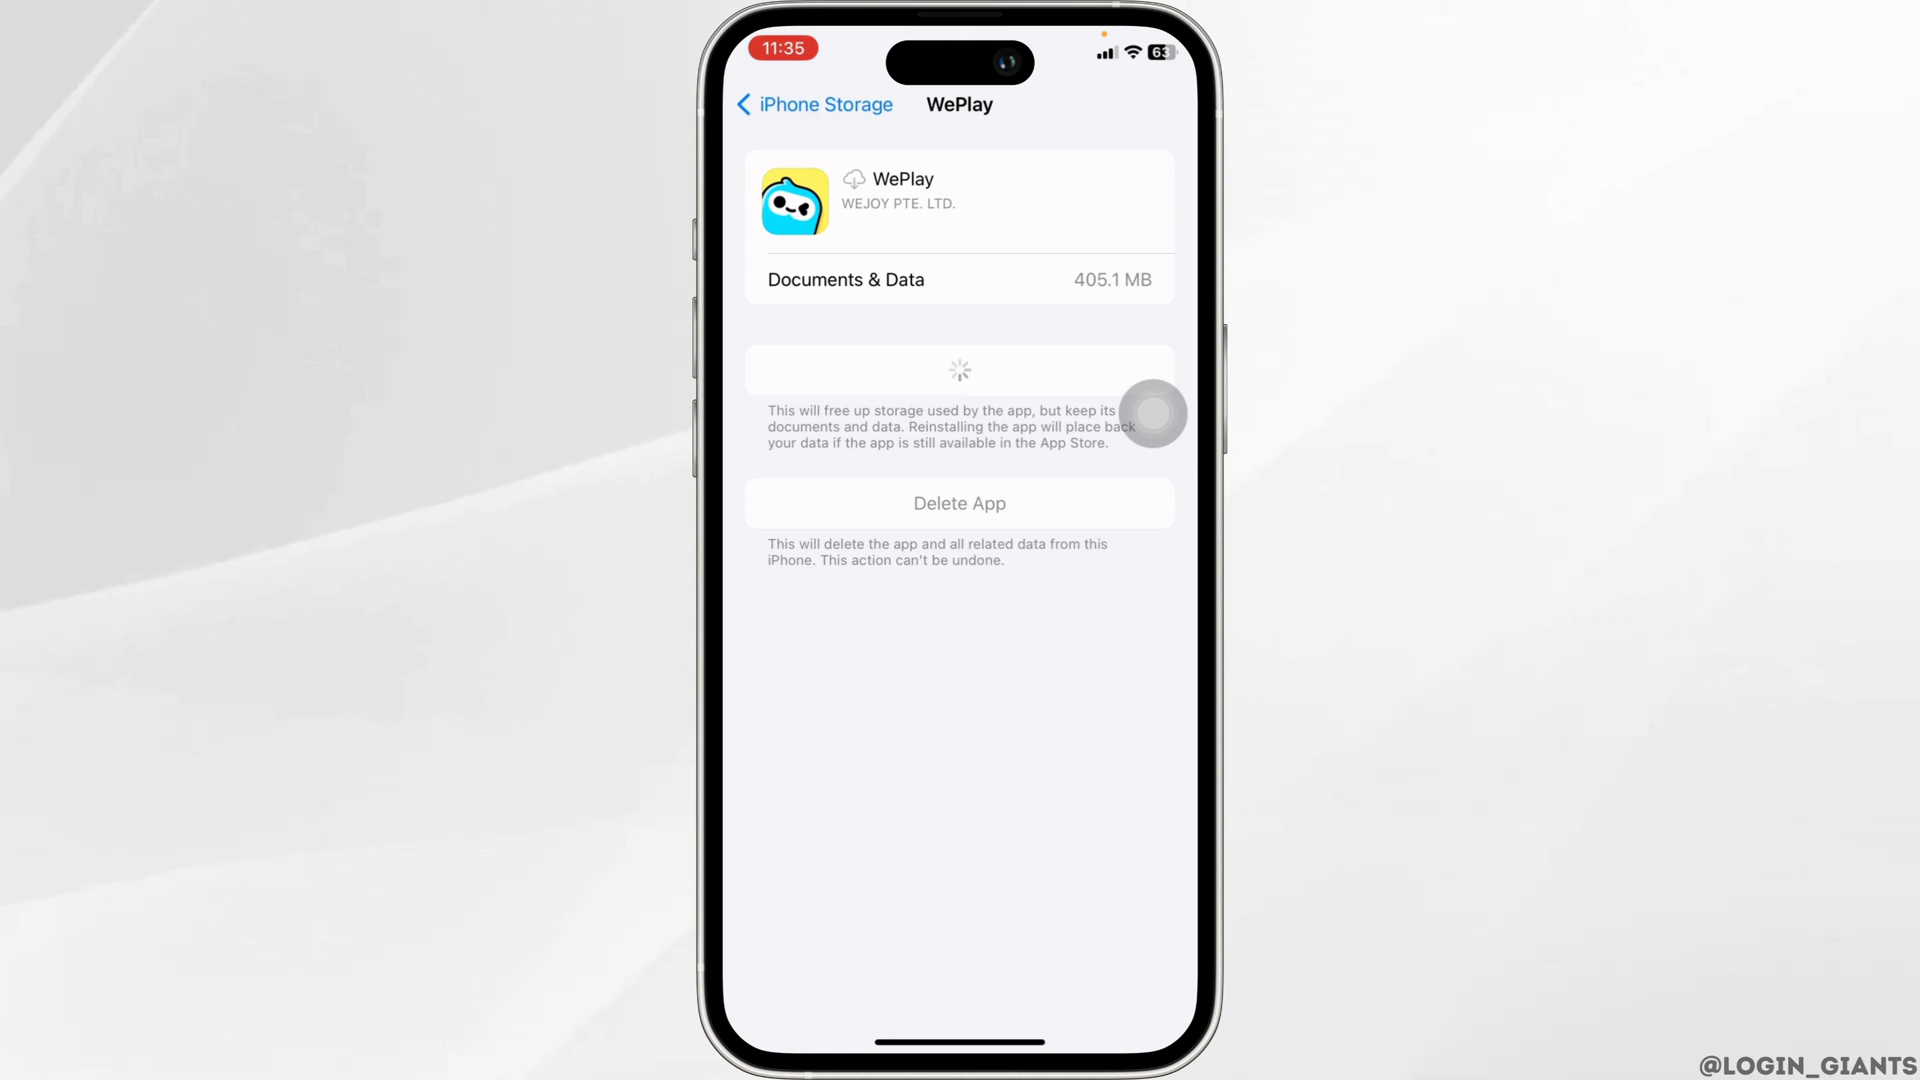 11:35
63
iPhone Storage
WePlay
WePlay
WEJOY PTE. LTD.
Documents & Data
405.1 MB
This will free up storage used by the app, but keep its
documents and data. Reinstalling the app will place back
your data if the app is still available in the App Store.
Delete App
This will delete the app and all related data from this
iPhone. This action can't be undone.
@LOGIN_GIANTS